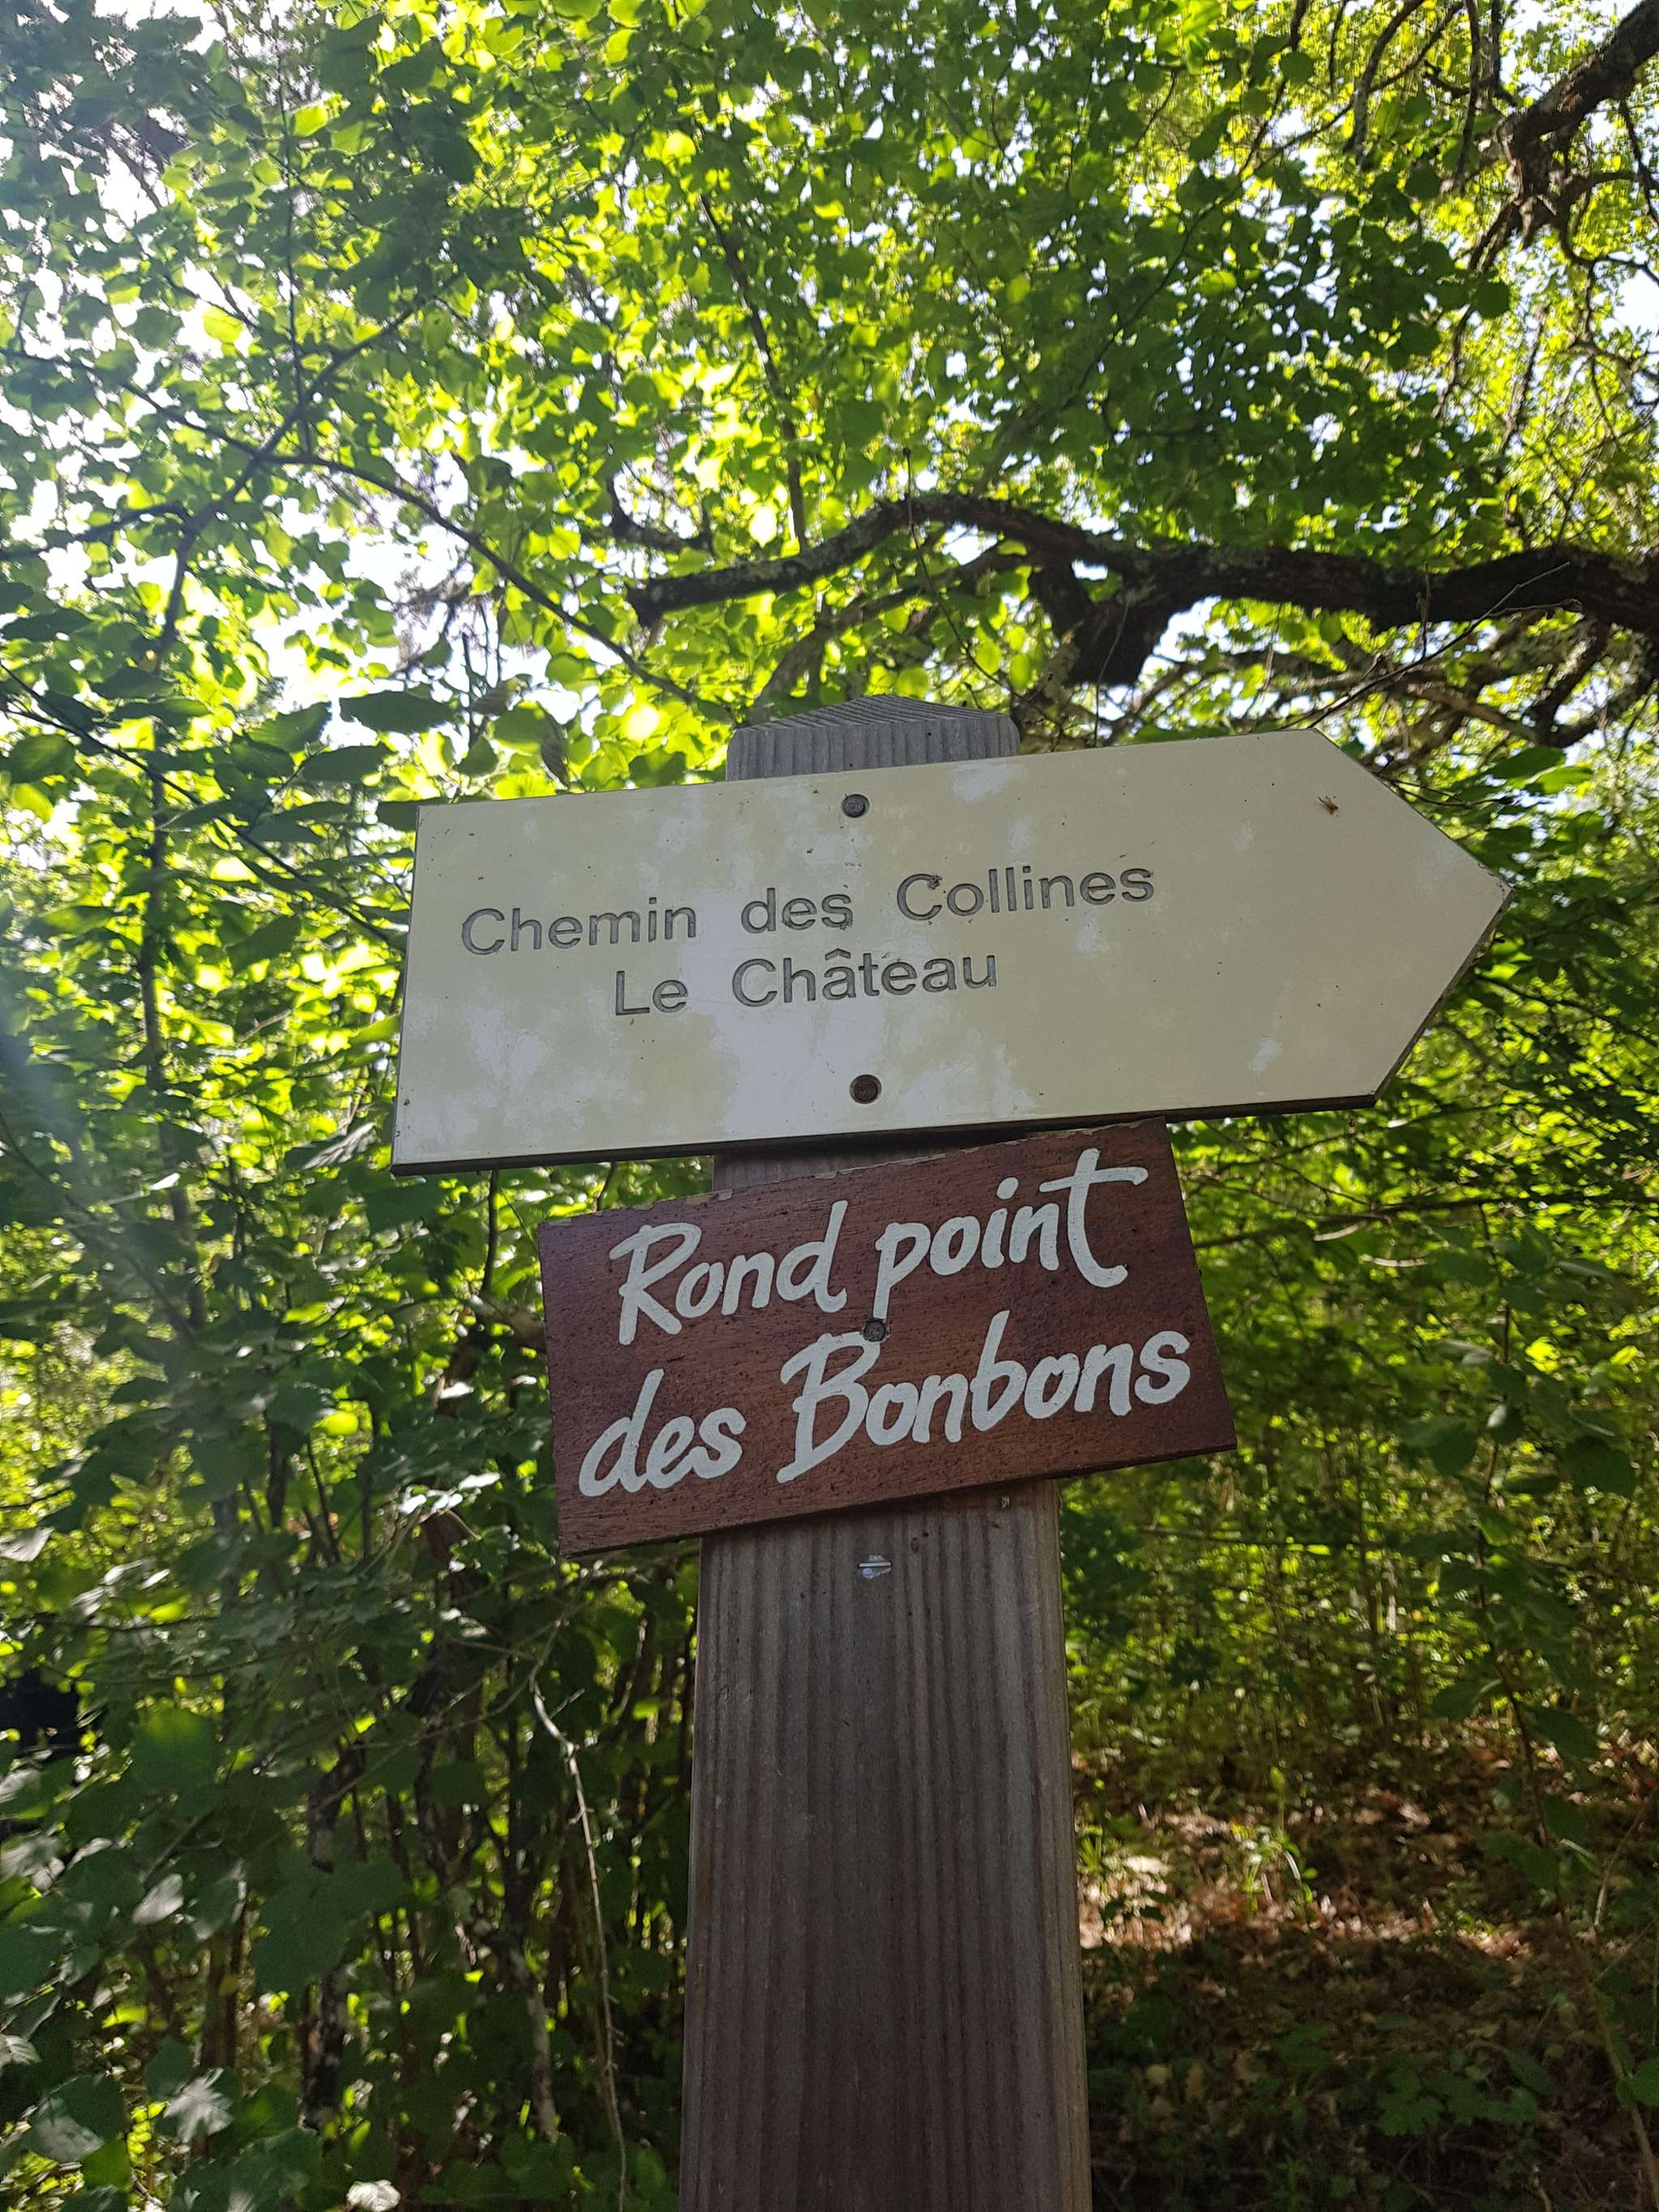 Chemin des Collines
Le Château
Rond point
des Bonbons